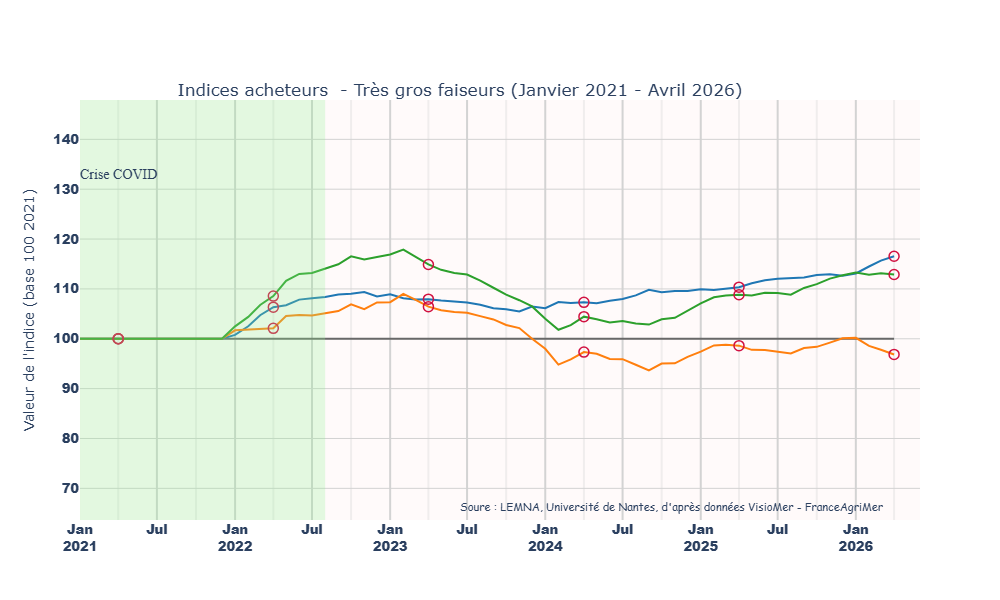 Indices acheteurs  - Très gros faiseurs (Janvier 2021 - Avril 2026)
Valeur de l'indice (base 100 2021)
140
130
120
110
100
90
80
70
Crise COVID
Soure : LEMNA, Université de Nantes, d'après données VisioMer - FranceAgriMer
Jan Jul Jan Jul Jan Jul Jan Jul Jan Jul Jan
2021 2022 2023 2024 2025 2026